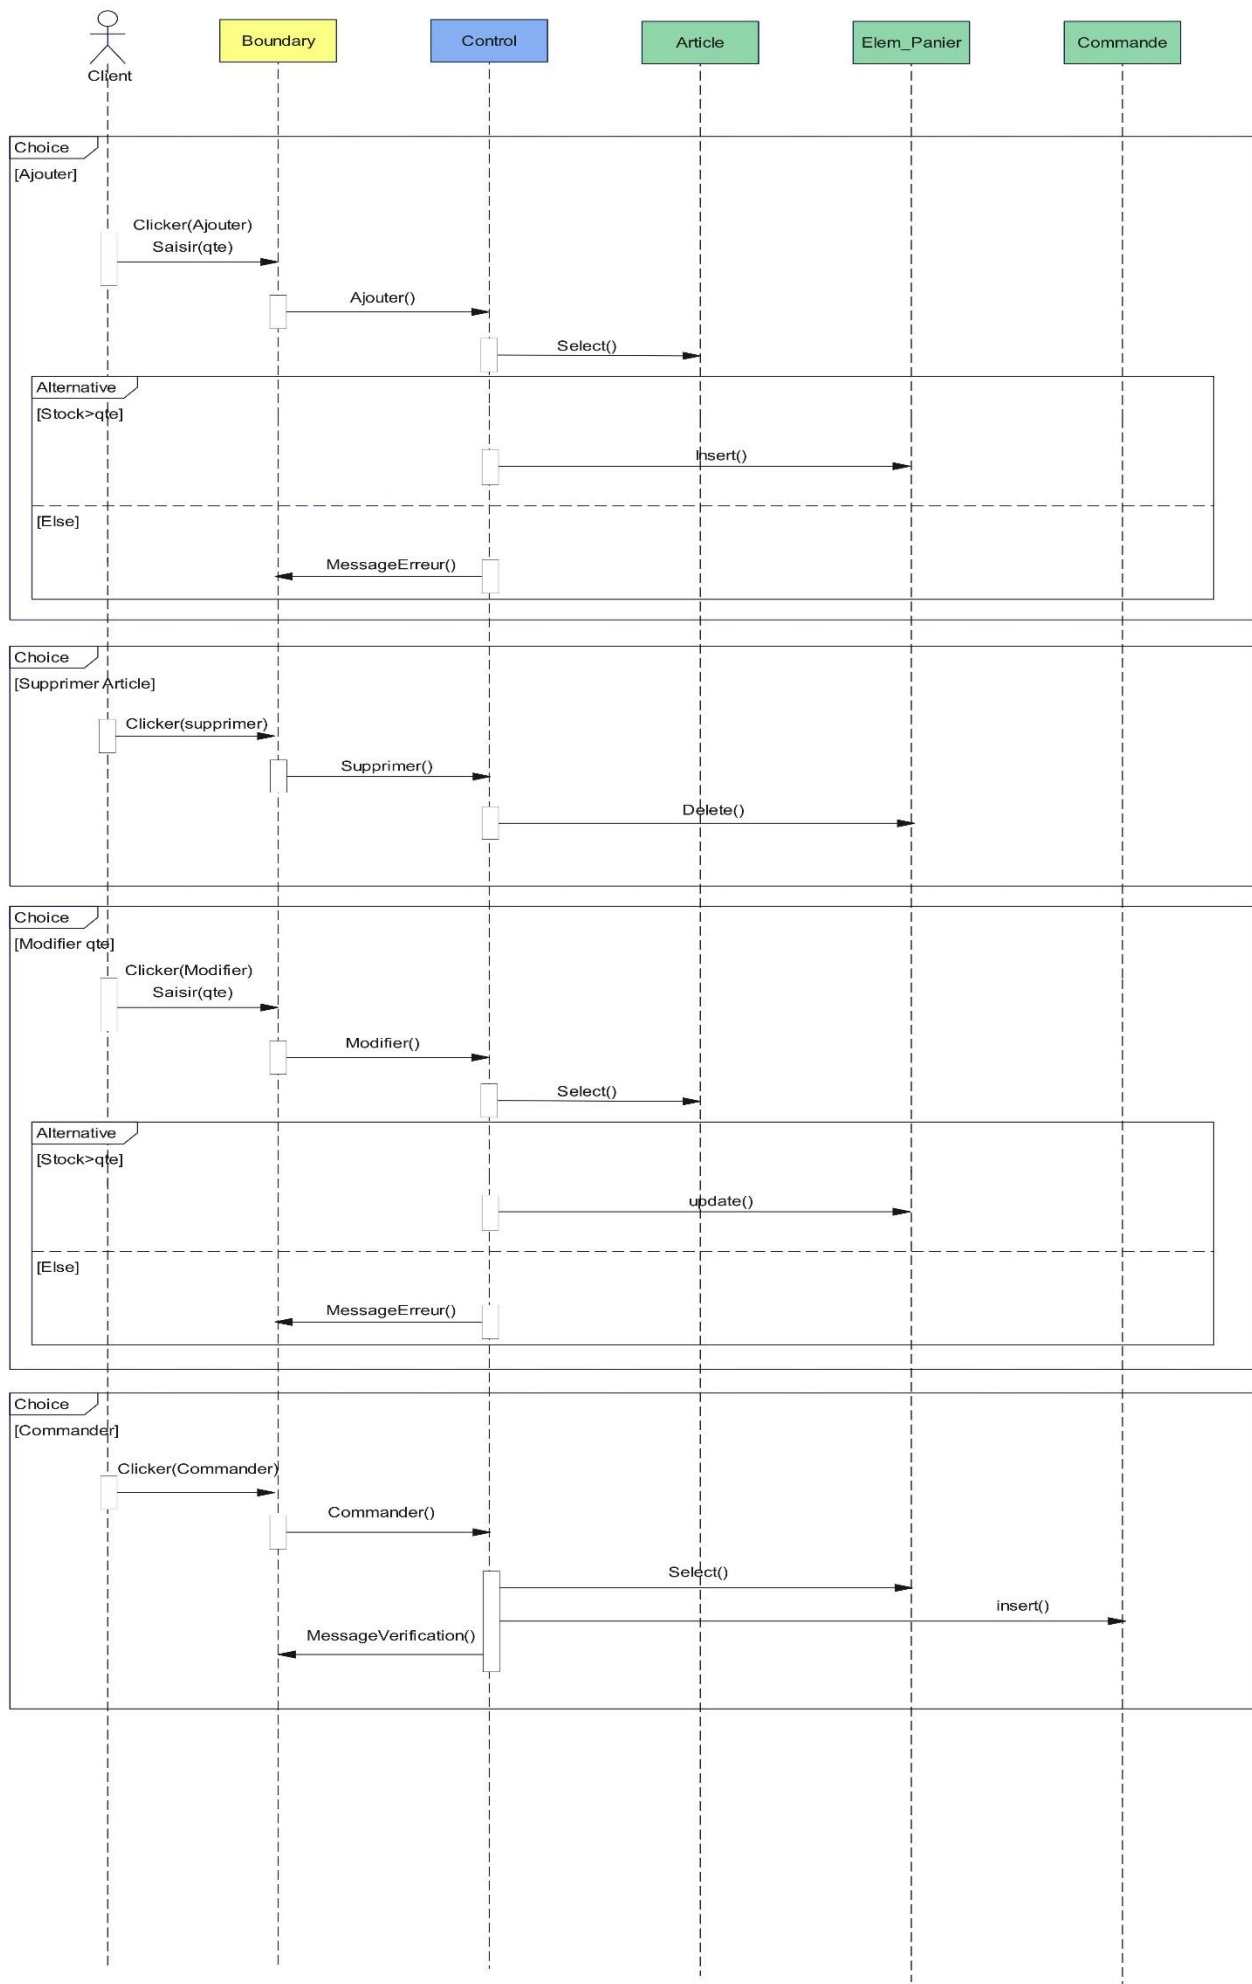 Client
Boundary
Control
Article
Elem_Panier
Commande
Choice
[Ajouter]
Clicker(Ajouter)
Saisir(qte)
Ajouter()
Select()
Alternative
[Stock>qte]
Insert()
[Else]
MessageErreur()
Choice
[Supprimer Article]
Clicker(supprimer)
Supprimer()
Delete()
Choice
[Modifier qte]
Clicker(Modifier)
Saisir(qte)
Modifier()
Select()
Alternative
[Stock>qte]
update()
[Else]
MessageErreur()
Choice
[Commander]
Clicker(Commander)
Commander()
Select()
insert()
MessageVerification()